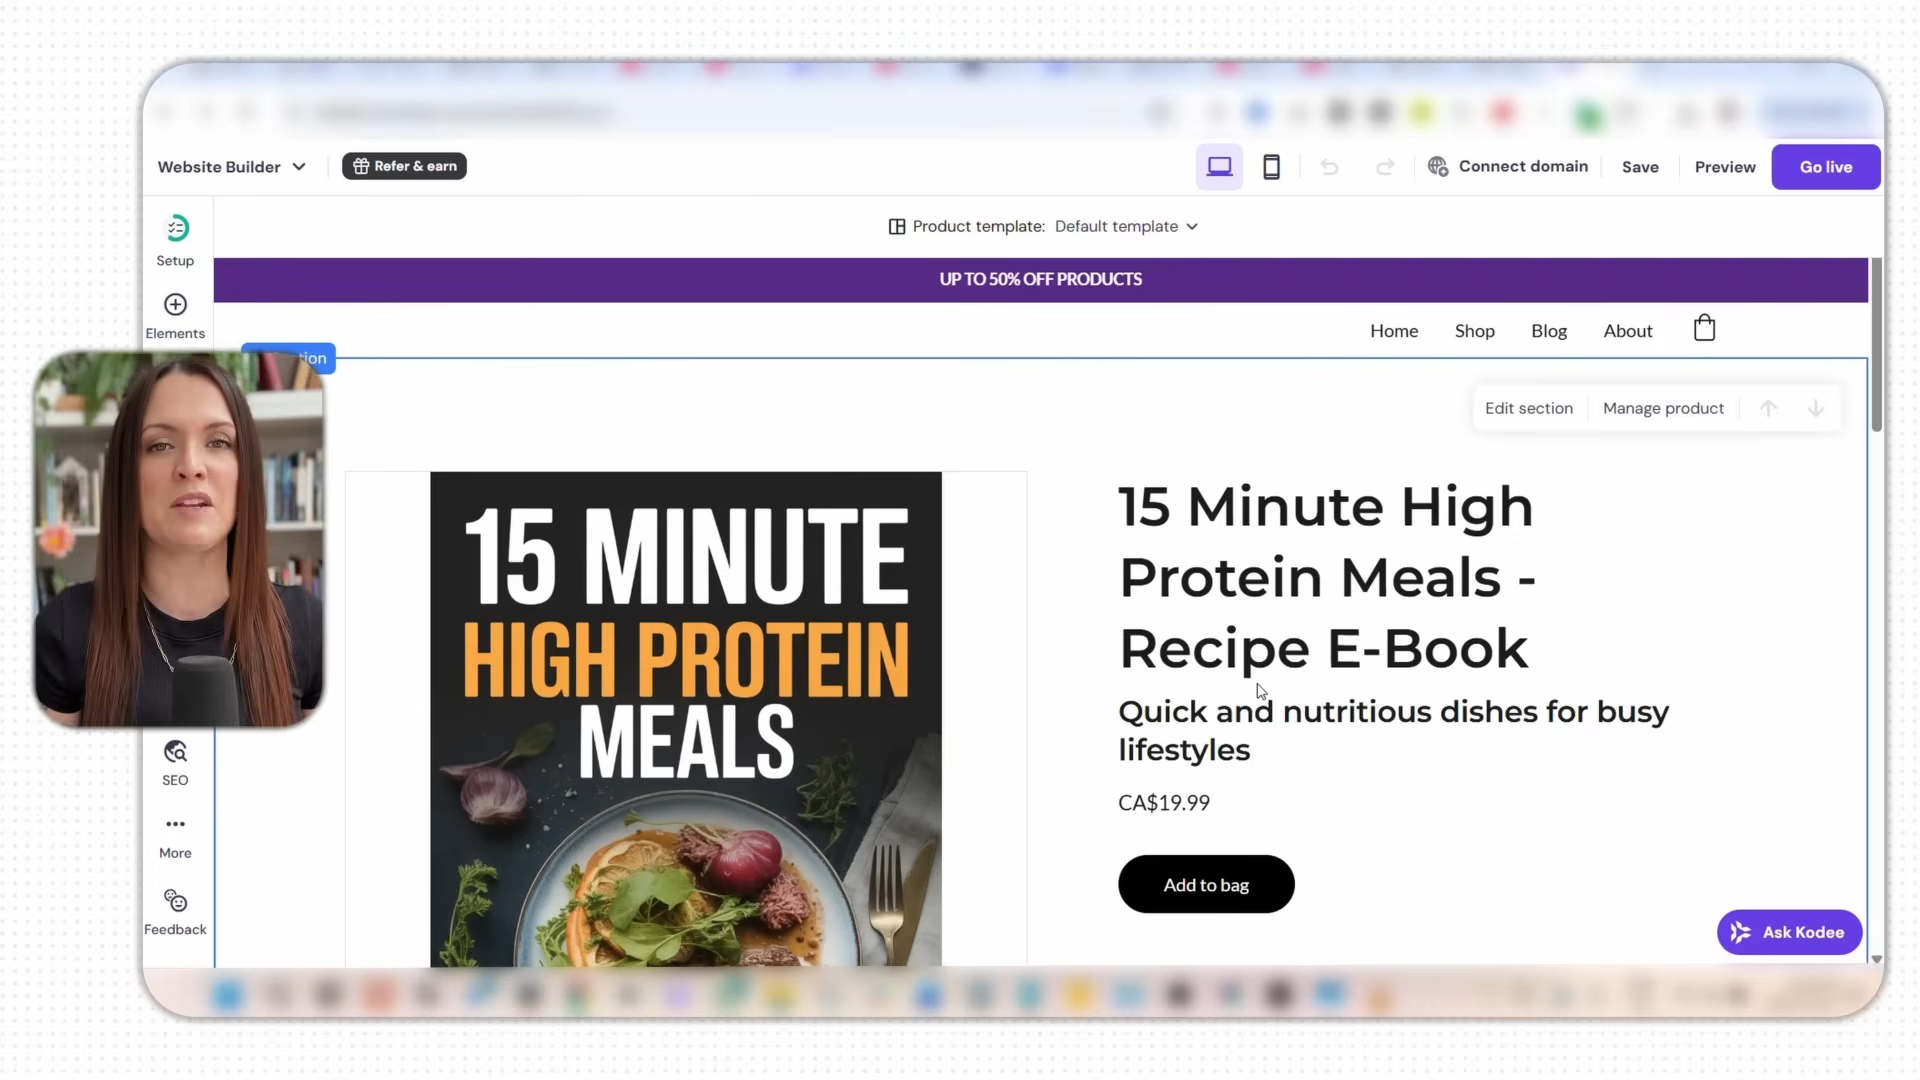 Website Builder
Refer & earn
Connect domain
Save
Preview
Go live
Setup
Product template: Default template
Elements
UP TO 50% OFF PRODUCTS
Home
Shop
Blog
About
Edit section
Manage product
15 MINUTE
HIGH PROTEIN
MEALS
15 Minute High
Protein Meals -
Recipe E-Book
Quick and nutritious dishes for busy
lifestyles
CA$19.99
Add to bag
SEO
More
Feedback
Ask Kodee